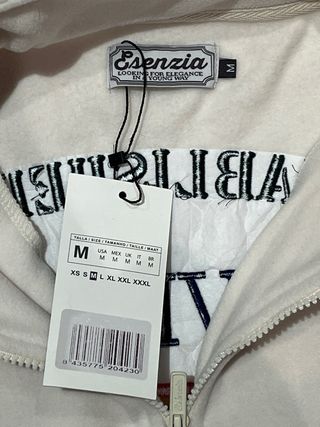 Esenzia
LOOKING FOR ELEGANCE
IN A YOUNG WAY
M
TALLA / SIZE / TAMANHO / TAILLE / MAAT
M
USA MEX UK IT BR
M M M M M
XS S M L XL XXL XXXL
8 435775 204230